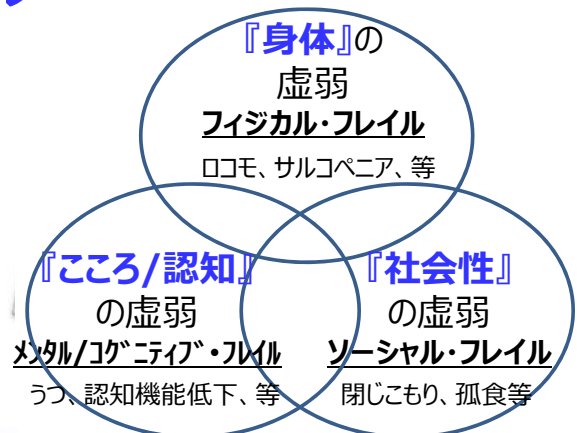 『身体』の
虚弱
フィジカル・フレイル
ロコモ、サルコペニア、等
『こころ/認知』
の虚弱
ﾒﾝﾀﾙ/ｺｸﾞﾆﾃｨﾌﾞ・ﾌﾚｲﾙ
うつ、認知機能低下、等
『社会性』
の虚弱
ソーシャル・フレイル
閉じこもり、孤食等